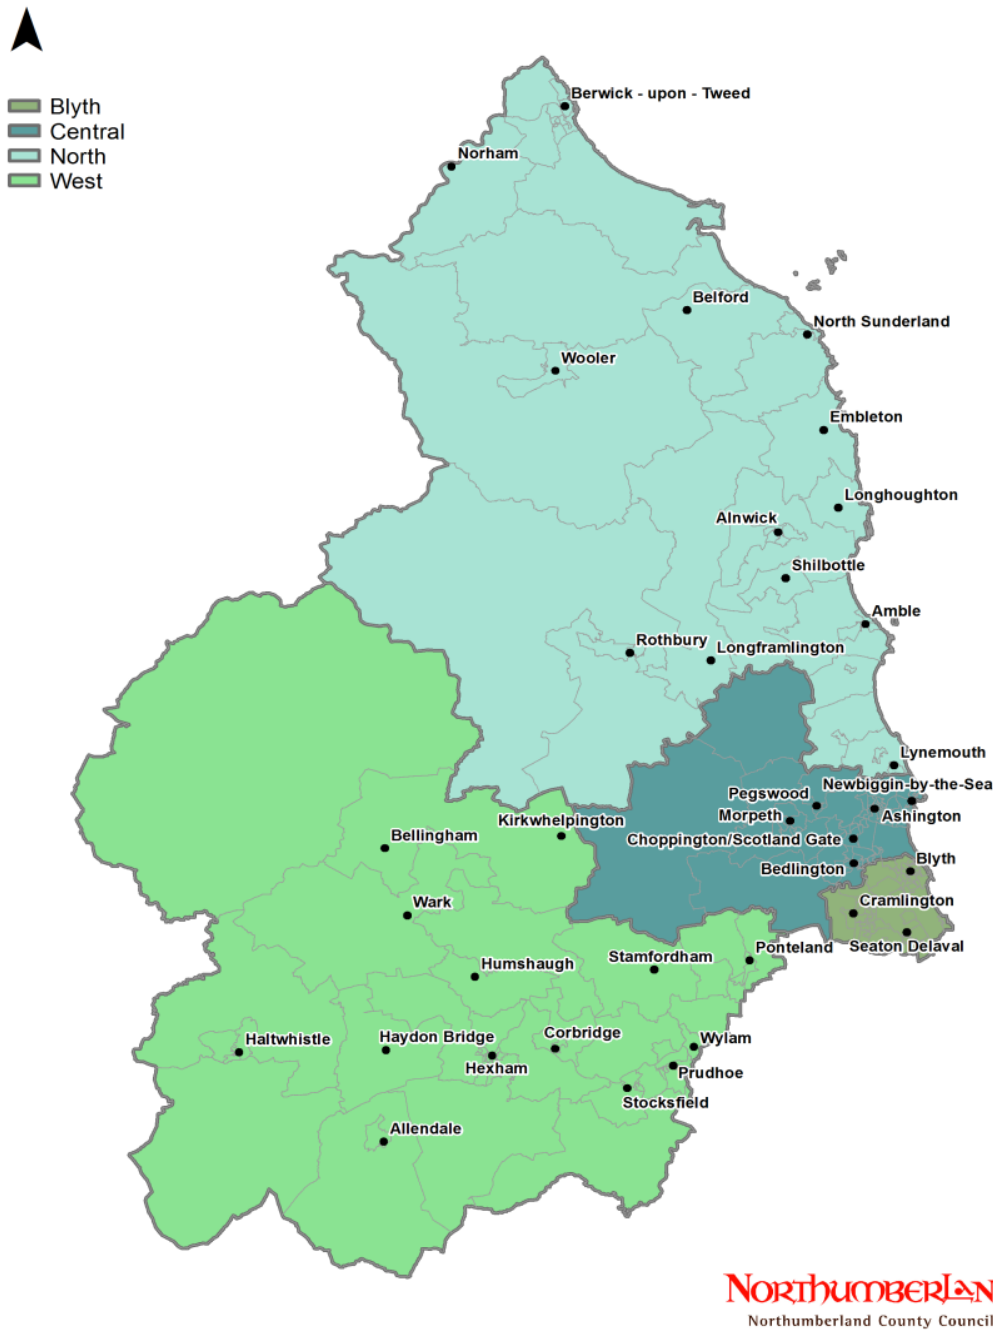 Blyth
Central
North
West
Berwick - upon - Tweed
Norham
Belford
North Sunderland
Wooler
Embleton
Longhoughton
Alnwick
Shilbottle
Amble
Rothbury
Longframlington
Lynemouth
Newbiggin-by-the-Sea
Pegswood
Morpeth
Ashington
Kirkwhelpington
Choppington/Scotland Gate
Bellingham
Blyth
Bedlington
Wark
Cramlington
Ponteland
Seaton Delaval
Stamfordham
Humshaugh
Haltwhistle
Haydon Bridge
Corbridge
Wylam
Hexham
Prudhoe
Stocksfield
Allendale
NORTHUMBERLAN
Northumberland County Council